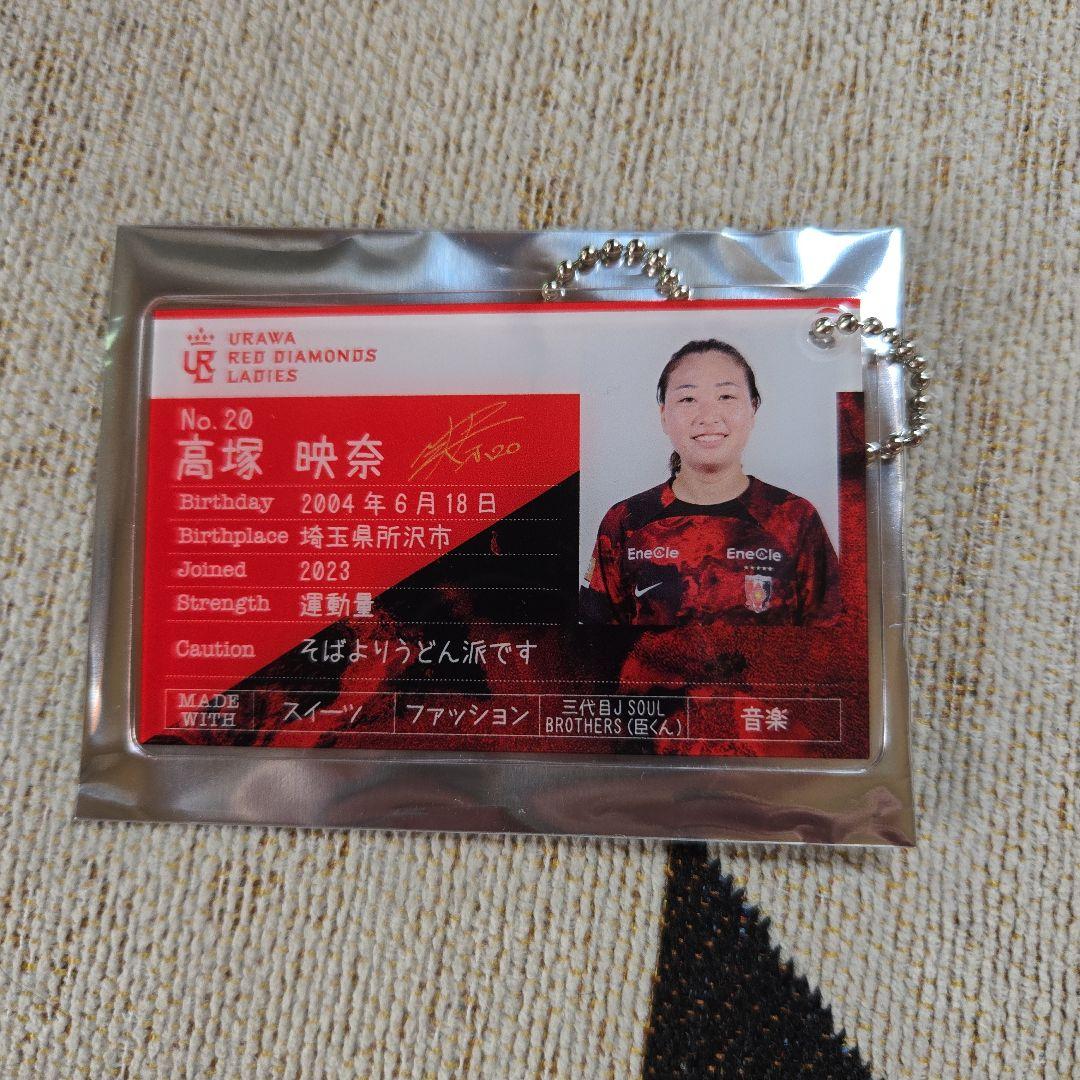 URAWA
RED DIAMONDS
LADIES
No.20
高塚 映奈
Birthday 2004年6月18日
Birthplace 埼玉県所沢市
Joined 2023
Strength 運動量
Caution そばよりうどん派です
MADE WITH スイーツ ファッション 三代目J SOUL BROTHERS (臣くん) 音楽
EneCle EneCle